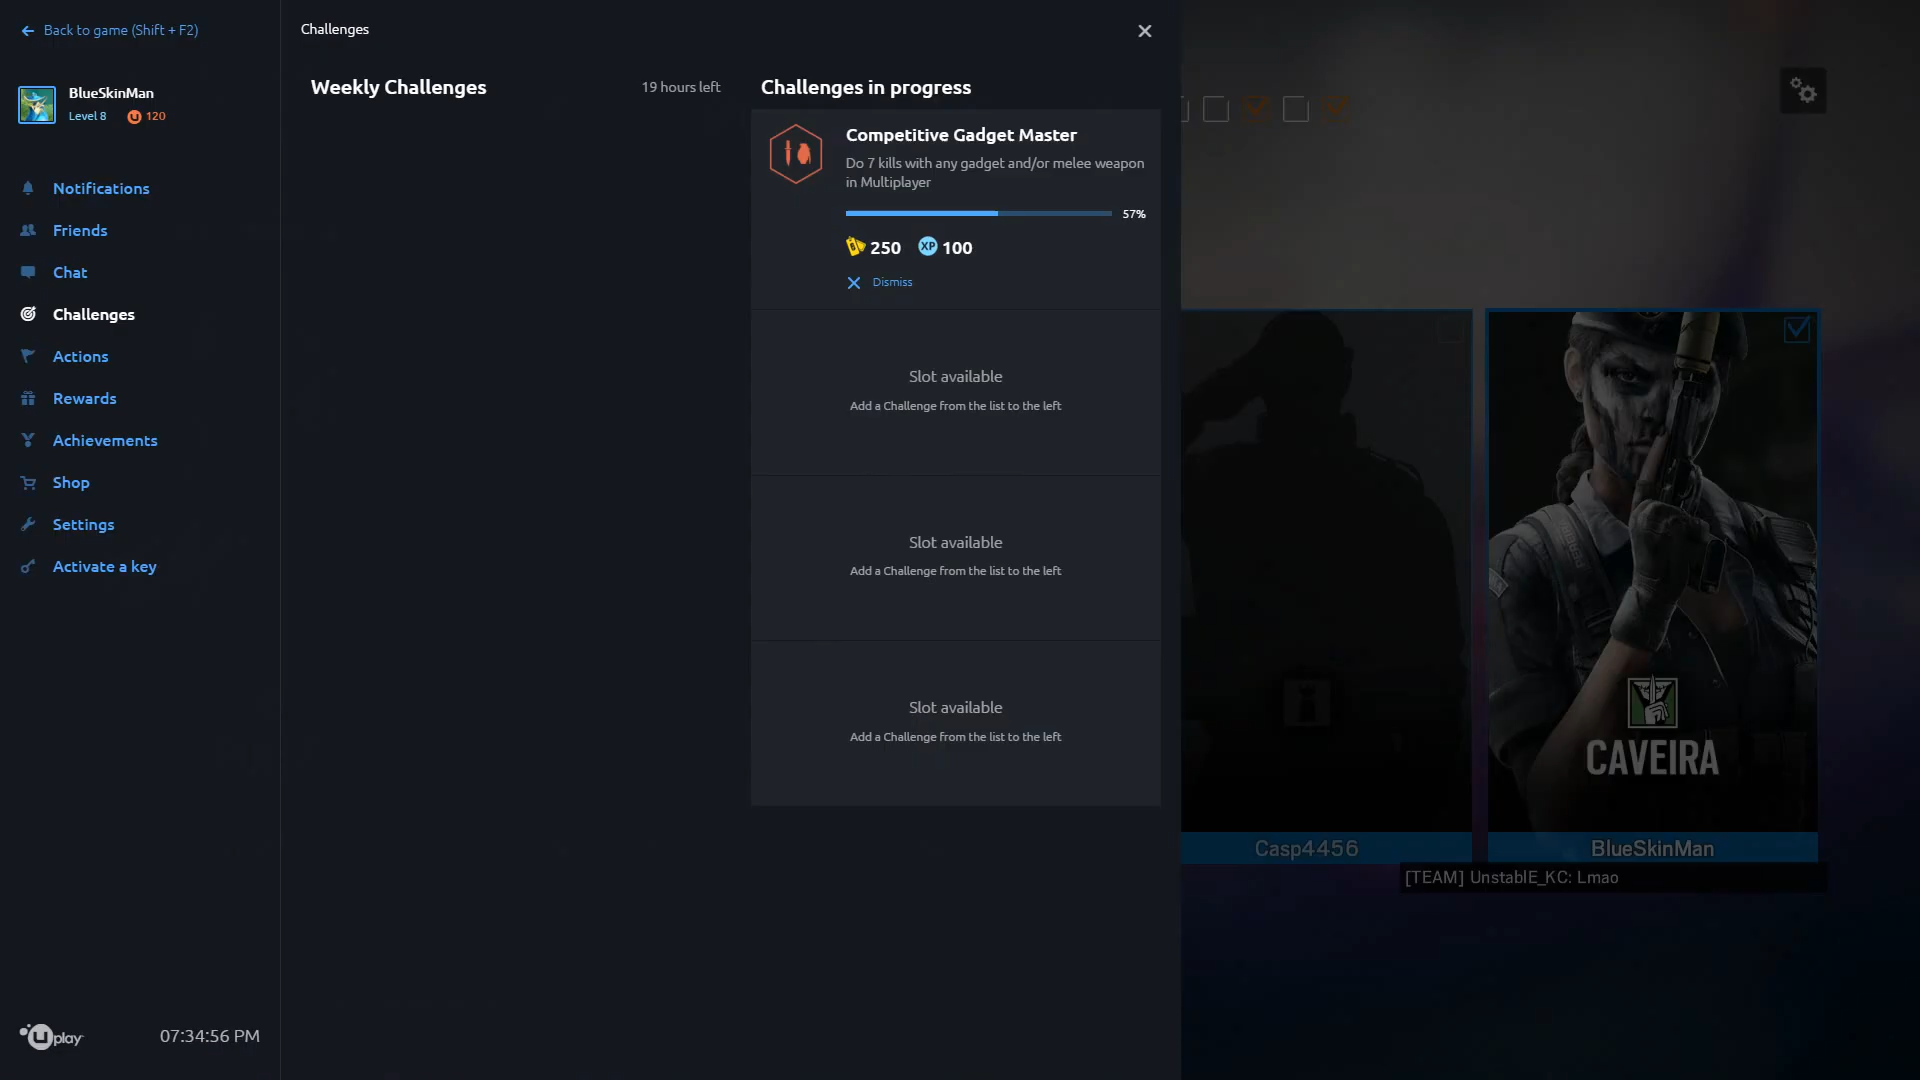 Back to game (Shift + F2)
BlueSkinMan
Level 8 120
Notifications
Friends
Chat
Challenges
Actions
Rewards
Achievements
Shop
Settings
Activate a key
uplay
07:34:56 PM
Challenges
Weekly Challenges 19 hours left
Challenges in progress
Competitive Gadget Master
Do 7 kills with any gadget and/or melee weapon
in Multiplayer
57%
250 XP 100
Dismiss
Slot available
Add a Challenge from the list to the left
Slot available
Add a Challenge from the list to the left
Slot available
Add a Challenge from the list to the left
CAVEIRA
Casp4456
BlueSkinMan
[TEAM] UnstablE_KC: Lmao